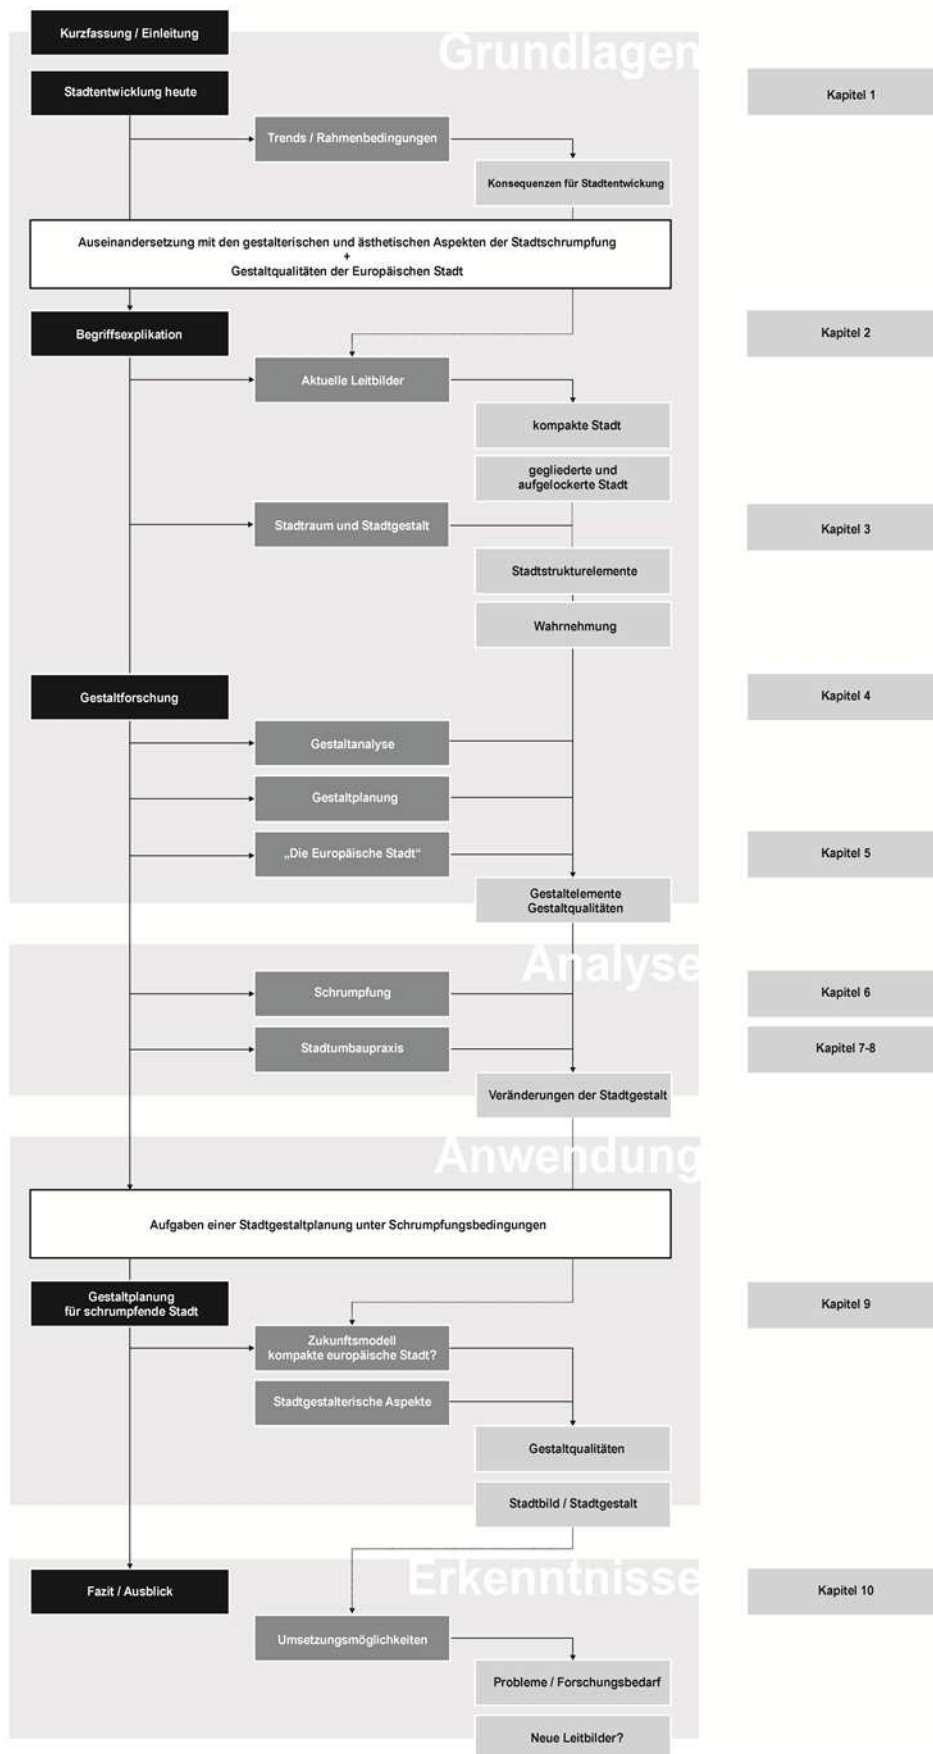 Kurzfassung / Einleitung
Grundlagen
Stadtentwicklung heute
Kapitel 1
Trends / Rahmenbedingungen
Konsequenzen für Stadtentwickung
Auseinandersetzung mit den gestalterischen und ästhetischen Aspekten der Stadtschrumpfung
+
Gestaltqualitäten der Europäischen Stadt
Begriffsexplikation
Kapitel 2
Aktuelle Leitbilder
kompakte Stadt
gegliederte und
aufgelockerte Stadt
Stadtraum und Stadtgestalt
Kapitel 3
Stadtstrukturelemente
Wahrnehmung
Gestaltforschung
Kapitel 4
Gestaltanalyse
Gestaltplanung
„Die Europäische Stadt“
Kapitel 5
Gestaltelemente
Gestaltqualitäten
Analyse
Schrumpfung
Kapitel 6
Stadtumbaupraxis
Kapitel 7-8
Veränderungen der Stadtgestalt
Anwendung
Aufgaben einer Stadtgestaltplanung unter Schrumpfungsbedingungen
Gestaltplanung
für schrumpfende Stadt
Kapitel 9
Zukunftsmodell
kompakte europäische Stadt?
Stadtgestalterische Aspekte
Gestaltqualitäten
Stadtbild / Stadtgestalt
Erkenntnisse
Fazit / Ausblick
Kapitel 10
Umsetzungsmöglichkeiten
Probleme / Forschungsbedarf
Neue Leitbilder?